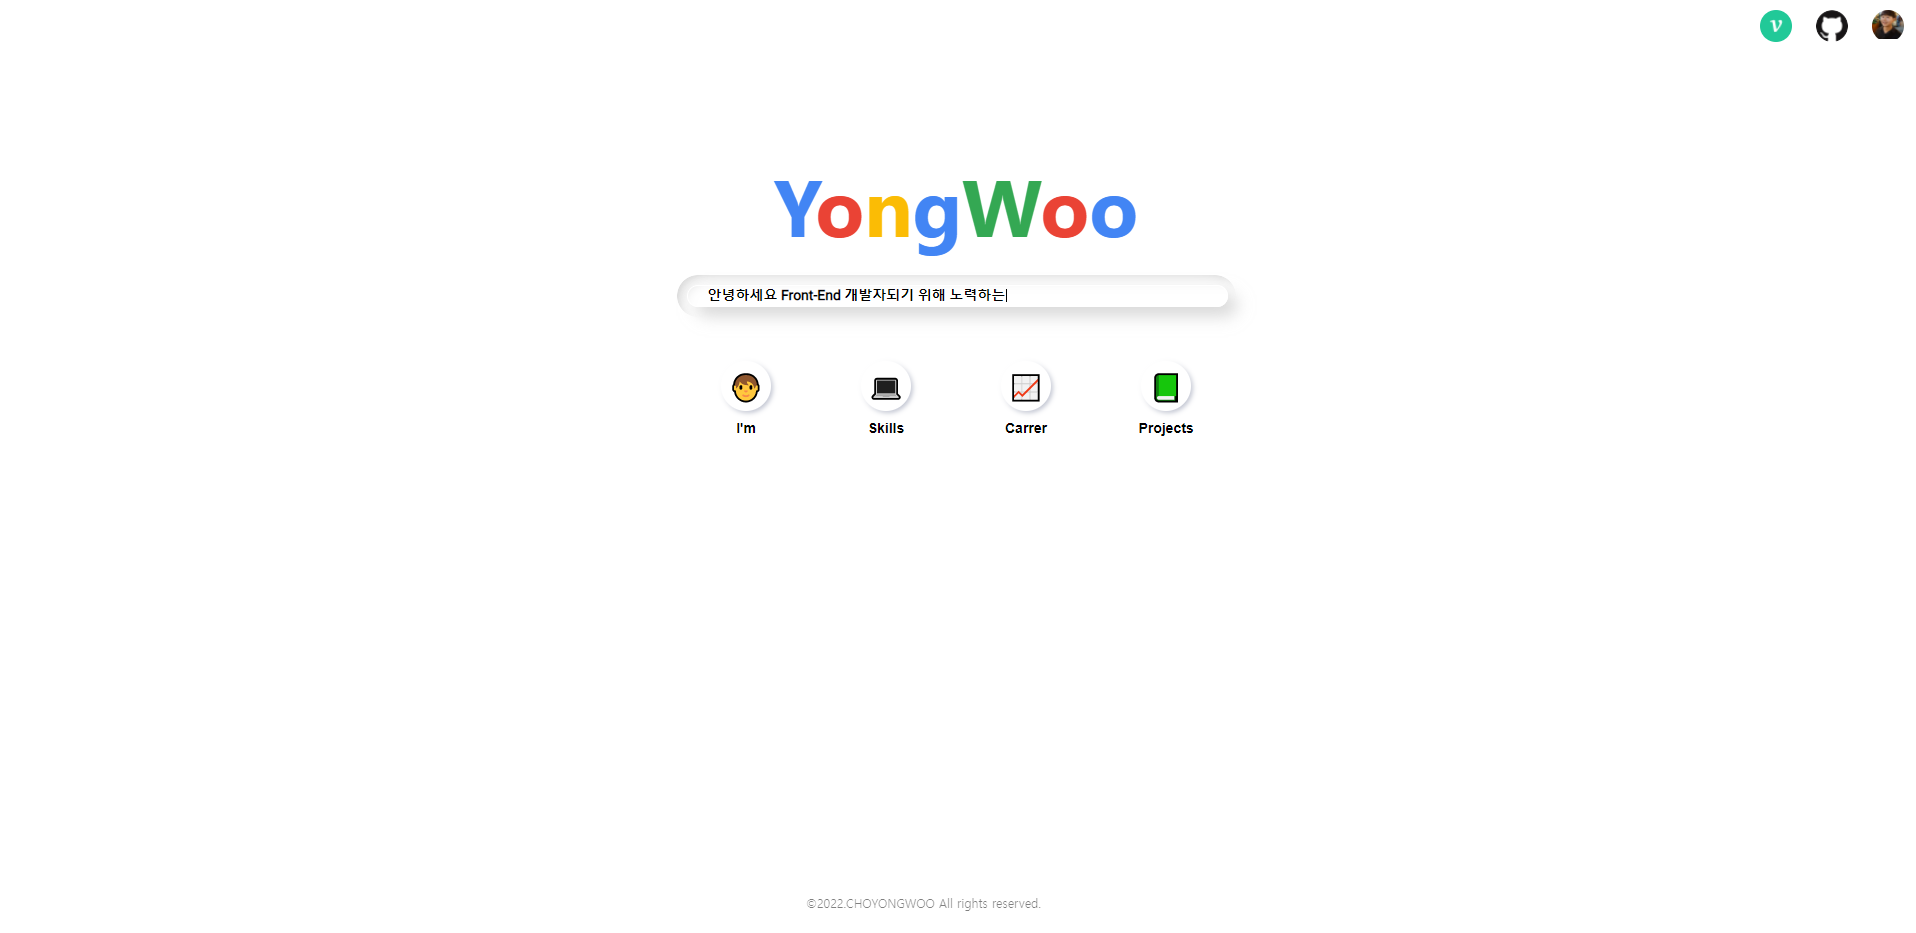 v
YongWoo
안녕하세요 Front-End 개발자되기 위해 노력하는|
I'm
Skills
Carrer
Projects
©2022.CHOYONGWOO All rights reserved.